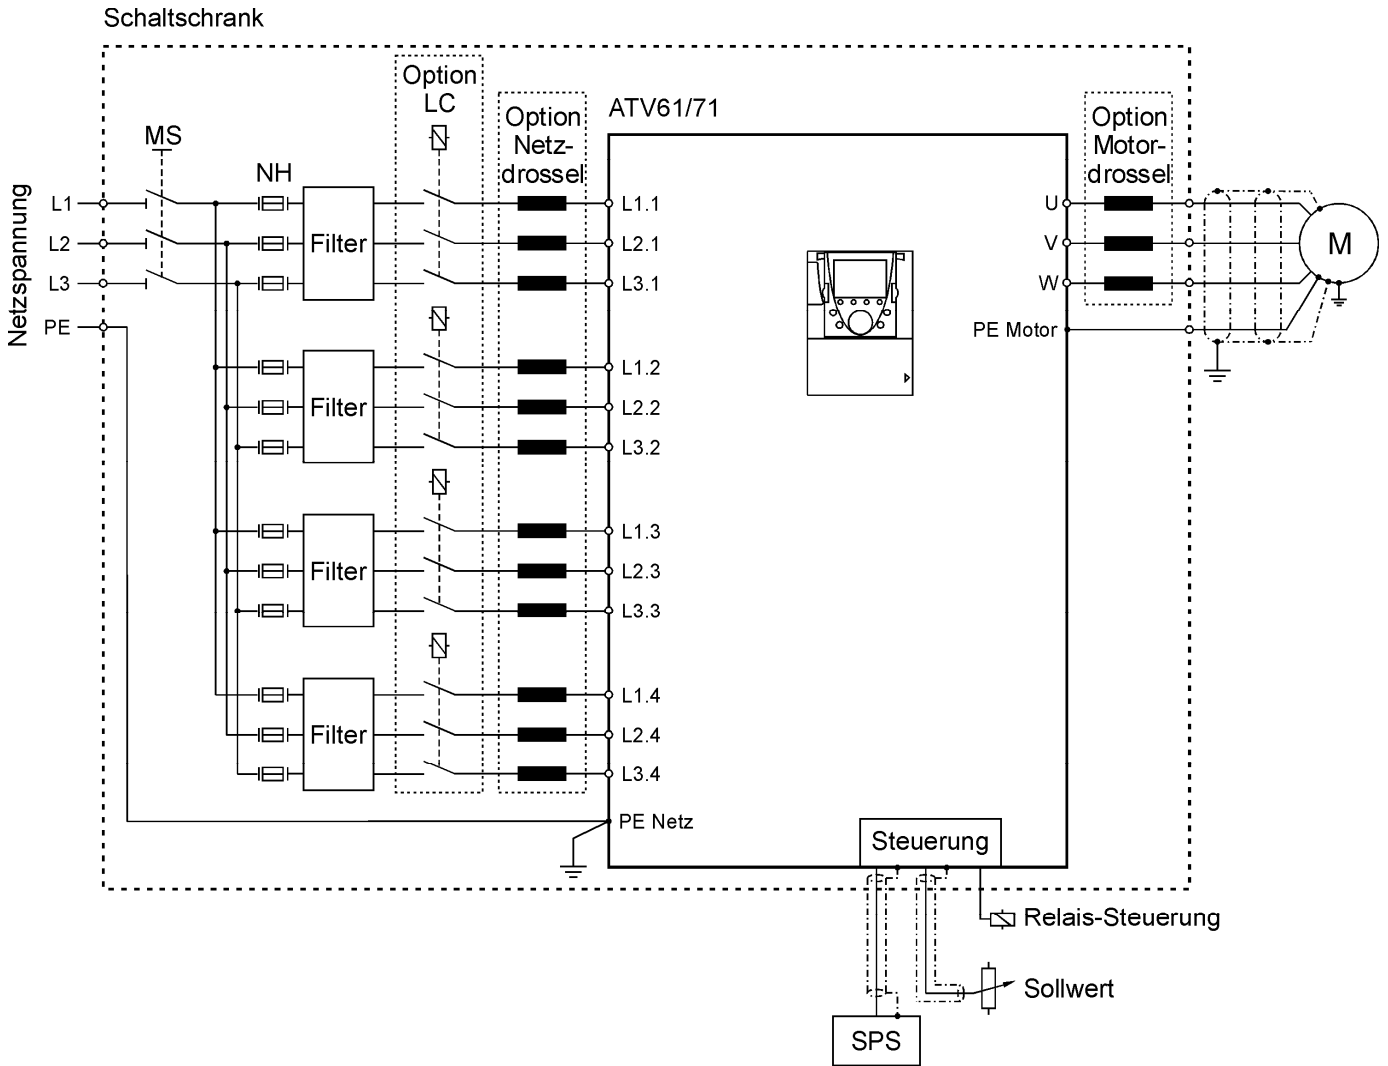 Schaltschrank
Option
LC
Option
Netz-
drossel
ATV61/71
Option
Motor-
drossel
MS
NH
Netzspannung
L1
L2
L3
PE
Filter
Filter
Filter
Filter
L1.1
L2.1
L3.1
L1.2
L2.2
L3.2
L1.3
L2.3
L3.3
L1.4
L2.4
L3.4
PE Netz
U
V
W
PE Motor
M
Steuerung
Relais-Steuerung
Sollwert
SPS